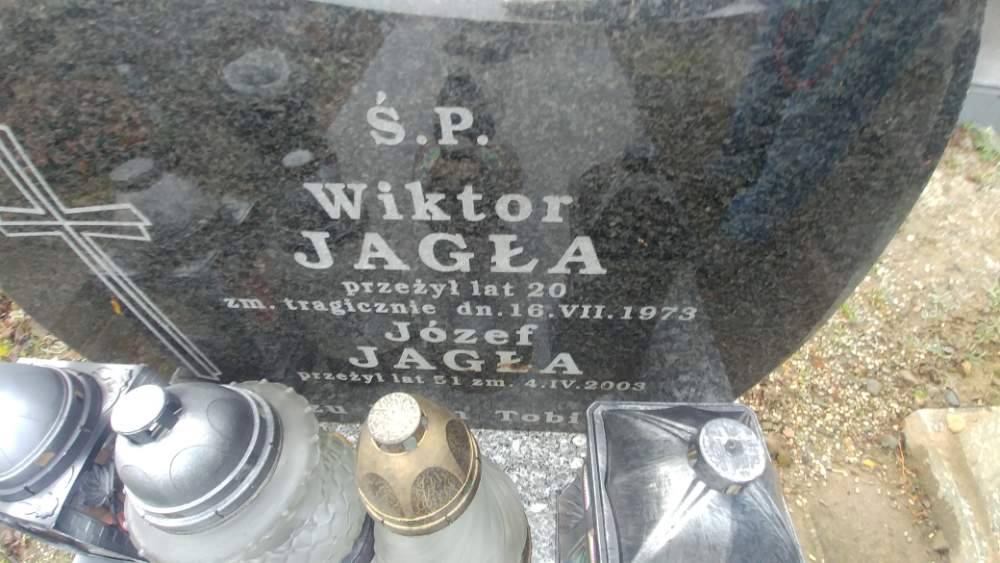 Ś.P.
Wiktor
JAGŁA
przeżył lat 20
zm. tragicznie dn. 16.VII.1973
Józef
JAGŁA
przeżył lat 51 zm. 4.IV.2003